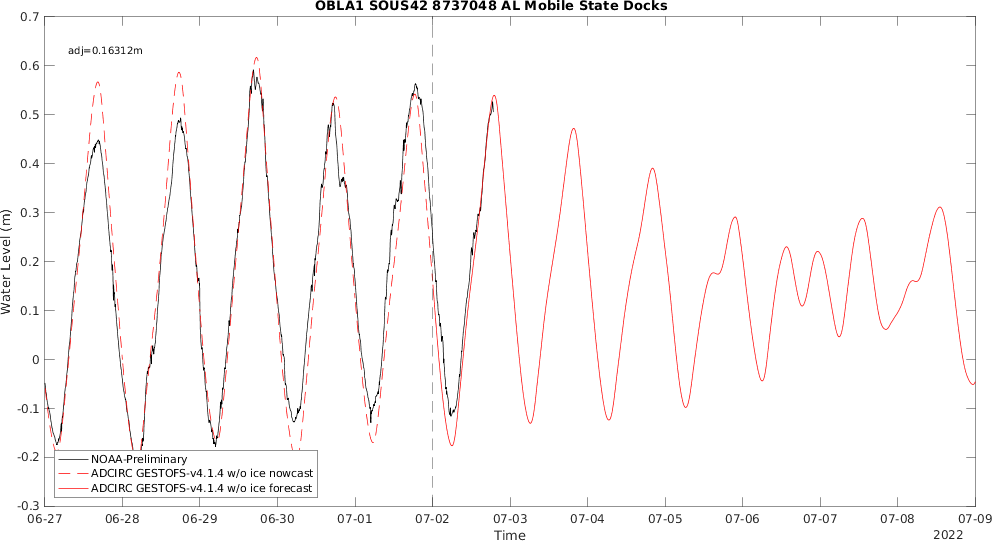 OBLA1 SOUS42 8737048 AL Mobile State Docks
adj=0.16312m
Water Level (m)
0.7
0.6
0.5
0.4
0.3
0.2
0.1
0
-0.1
-0.2
-0.3
NOAA-Preliminary
ADCIRC GESTOFS-v4.1.4 w/o ice nowcast
ADCIRC GESTOFS-v4.1.4 w/o ice forecast
06-27 06-28 06-29 06-30 07-01 07-02 07-03 07-04 07-05 07-06 07-07 07-08 07-09
Time
2022